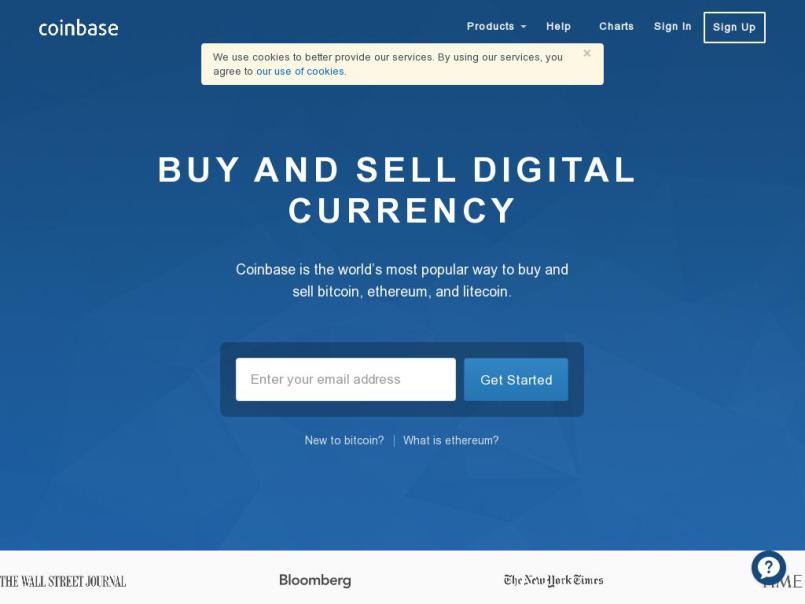 coinbase
Products
Help
Charts
Sign In
Sign Up
We use cookies to better provide our services. By using our services, you
agree to our use of cookies.
×
BUY AND SELL DIGITAL
CURRENCY
Coinbase is the world's most popular way to buy and
sell bitcoin, ethereum, and litecoin.
Enter your email address
Get Started
New to bitcoin? | What is ethereum?
THE WALL STREET JOURNAL
Bloomberg
The New York Times
?
IME